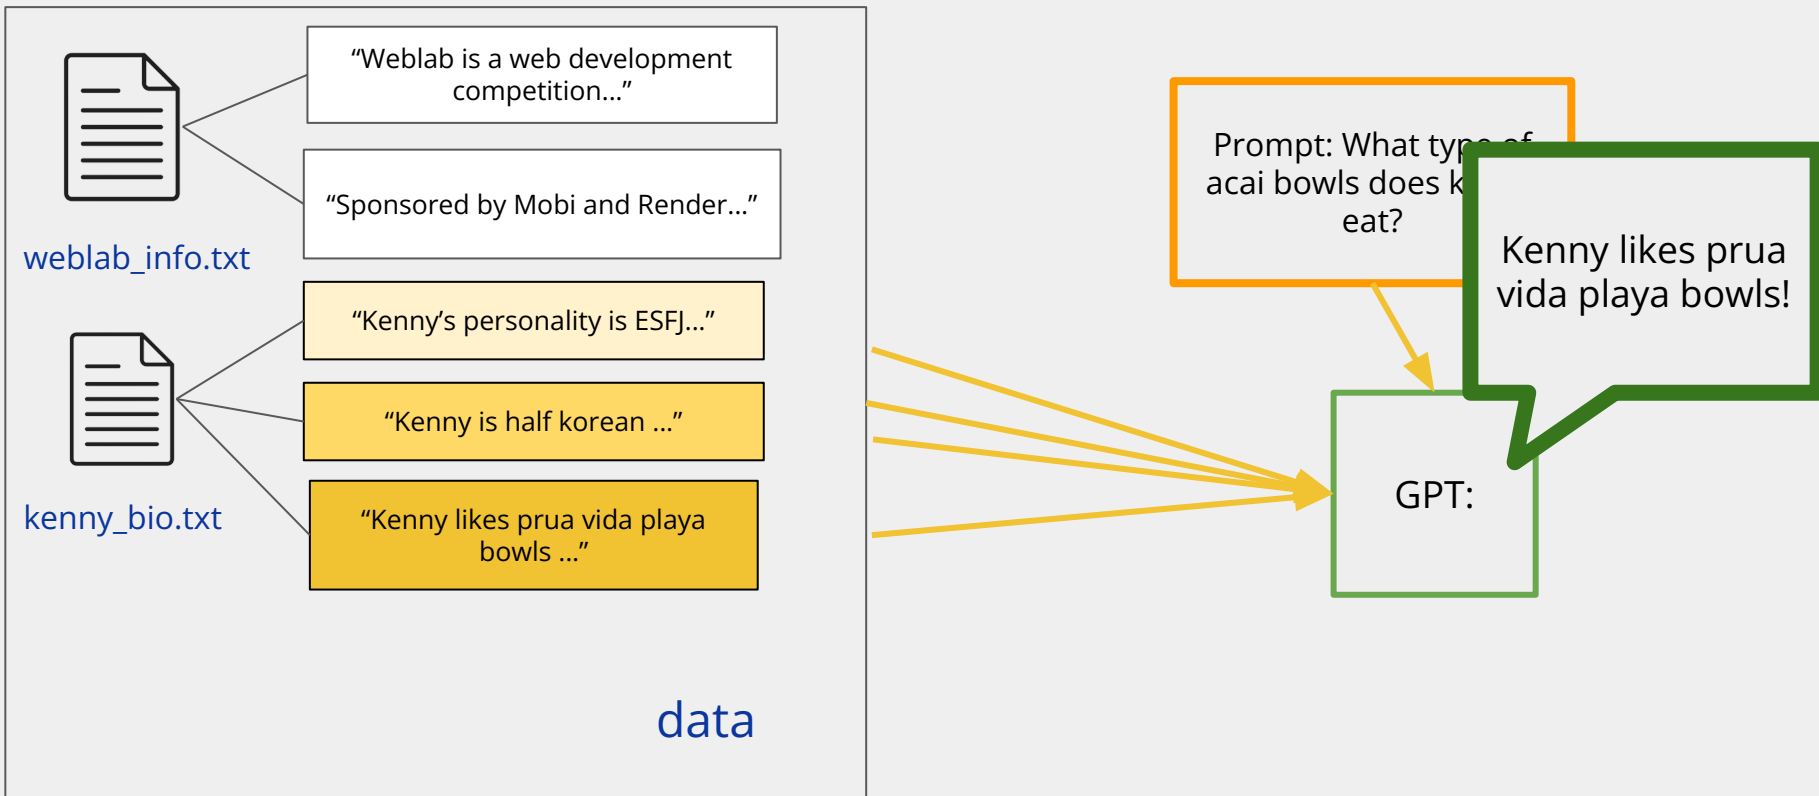 “Weblab is a web development
competition...”
“Sponsored by Mobi and Render...”
weblab_info.txt
“Kenny’s personality is ESFJ...”
“Kenny is half korean ...”
“Kenny likes prua vida playa
bowls ...”
kenny_bio.txt
data
Prompt: What type of
acai bowls does
eat?
Kenny likes prua
vida playa bowls!
GPT: